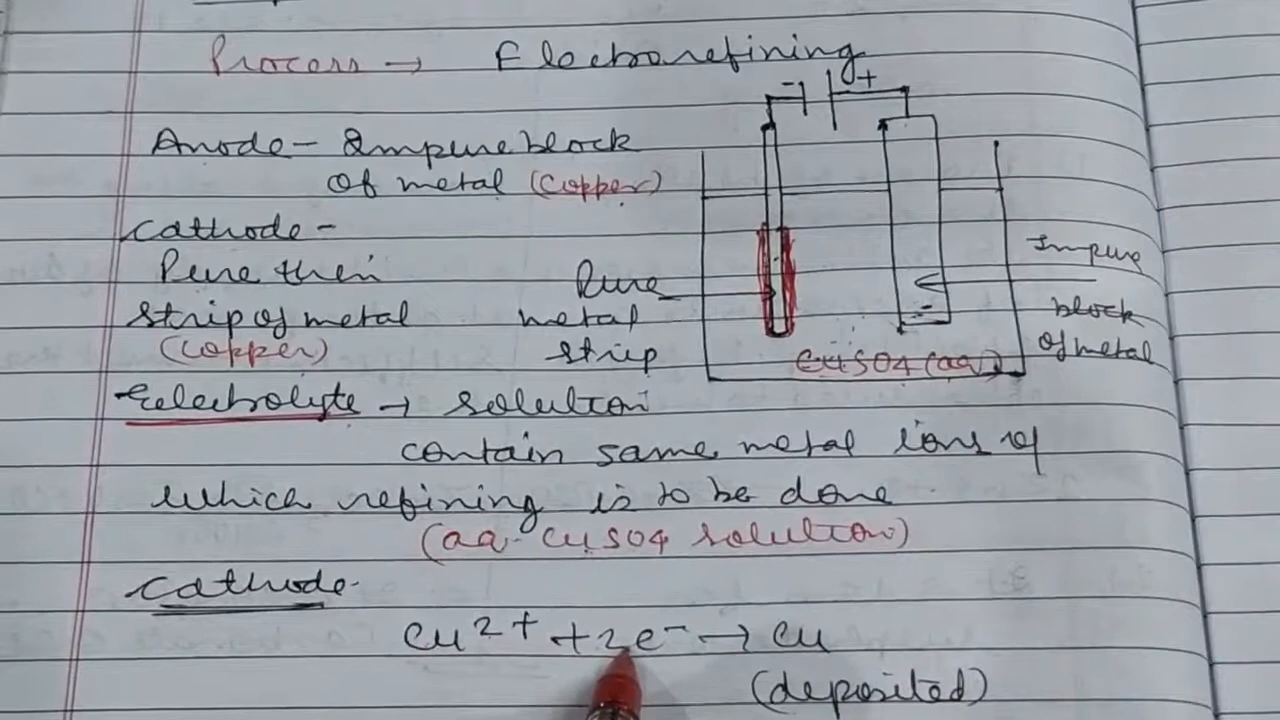 Process → Electrorefining
Anode - Impure block
of metal (Copper)
Cathode -
Pure then
strip of metal
(Copper)
- +
Pure
metal
strip
Impure
block
of metal
CuSO4 (aq)
Electrolyte → solution
contain same metal ions of
which refining is to be done
(aq. CuSO4 solution)
Cathode-
Cu2+ + 2e- → Cu
(deposited)